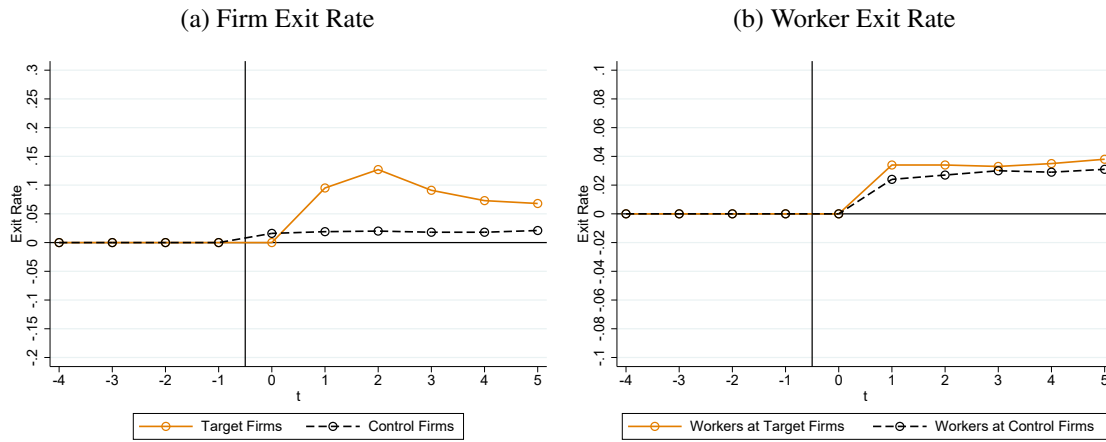 (a) Firm Exit Rate
Exit Rate
.3
.25
.2
.15
.1
.05
0
-.05
-.1
-.15
-.2
-4 -3 -2 -1 0 1 2 3 4 5
t
Target Firms Control Firms
(b) Worker Exit Rate
Exit Rate
.1
.08
.06
.04
.02
0
-.02
-.04
-.06
-.08
-.1
-4 -3 -2 -1 0 1 2 3 4 5
t
Workers at Target Firms Workers at Control Firms